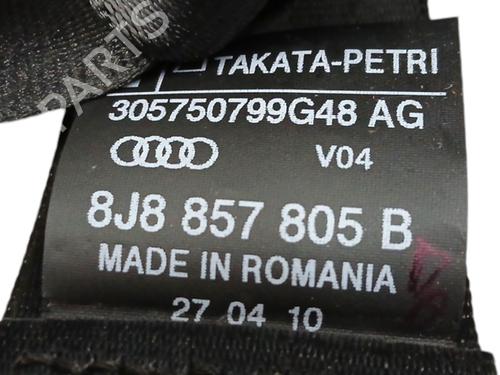 TAKATA-PETRI
305750799G48 AG
V04
8J8 857 805 B
MADE IN ROMANIA
27 04 10